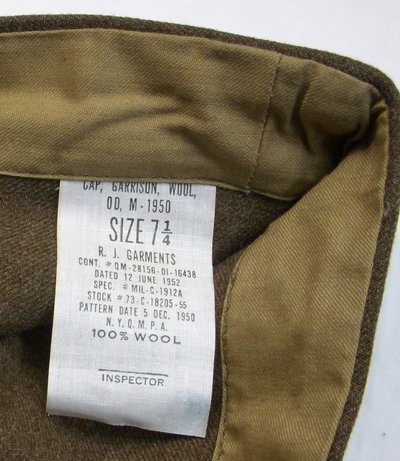 CAP, GARRISON, WOOL,
OD, M-1950
SIZE 7 1/4
R. J. GARMENTS
CONT. # QM-28156-01-16438
DATED 12 JUNE 1952
SPEC. # MIL-C-1912A
STOCK # 73-C-18205-55
PATTERN DATE 5 DEC. 1950
N.Y.Q.M.P.A.
100% WOOL
INSPECTOR